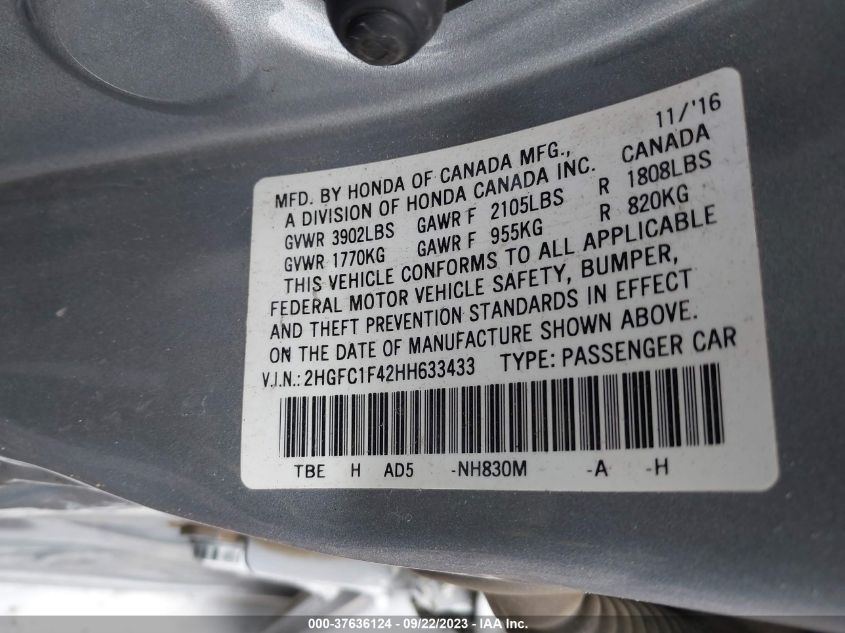 11/'16
MFD. BY HONDA OF CANADA MFG.,
A DIVISION OF HONDA CANADA INC. CANADA
GVWR 3902LBS GAWR F 2105LBS R 1808LBS
GVWR 1770KG GAWR F 955KG R 820KG
THIS VEHICLE CONFORMS TO ALL APPLICABLE
FEDERAL MOTOR VEHICLE SAFETY, BUMPER,
AND THEFT PREVENTION STANDARDS IN EFFECT
ON THE DATE OF MANUFACTURE SHOWN ABOVE.
V.I.N.: 2HGFC1F42HH633433 TYPE: PASSENGER CAR
TBE H AD5 -NH830M -A -H
000-37636124 - 09/22/2023 - IAA Inc.